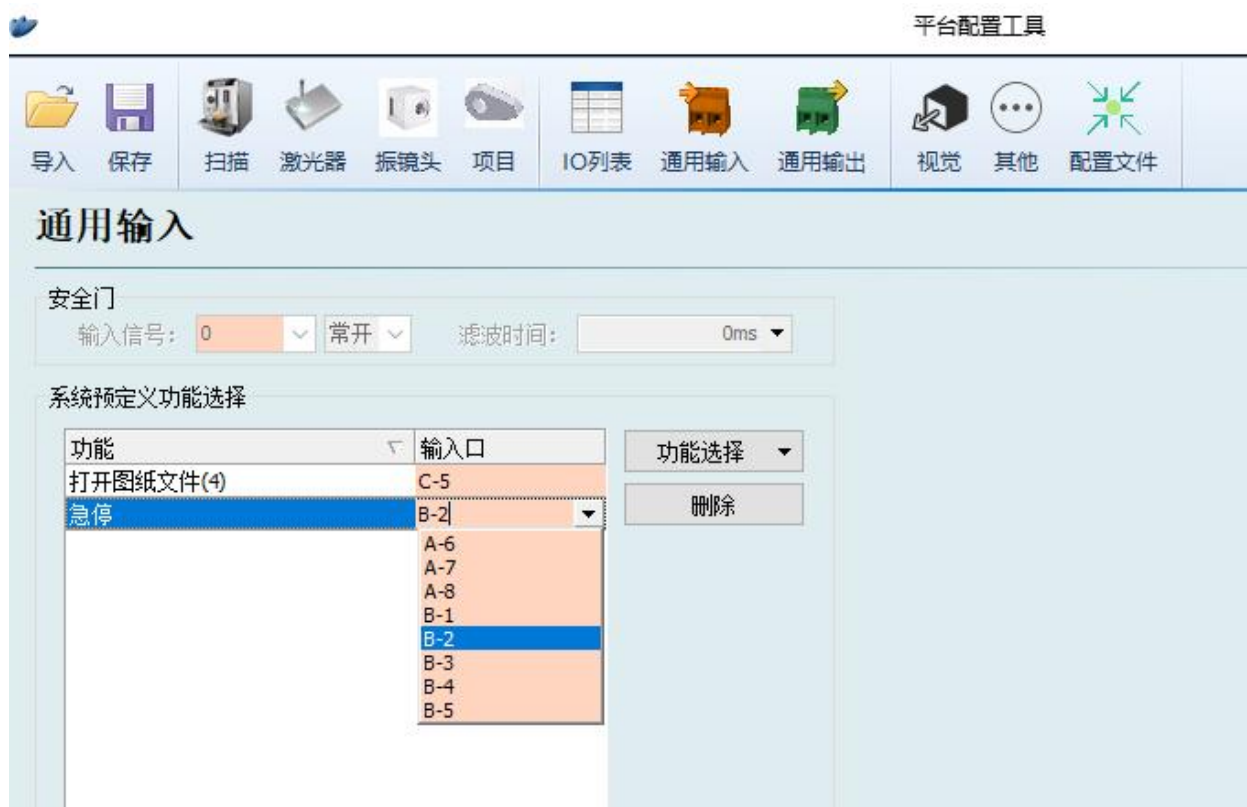 平台配置工具
导入 保存 扫描 激光器 振镜头 项目 IO列表 通用输入 通用输出 视觉 其他 配置文件
通用输入
安全门
输入信号： 0 常开 滤波时间： 0ms
系统预定义功能选择
功能 输入口 功能选择
打开图纸文件(4) C-5
急停 B-2 删除
A-6
A-7
A-8
B-1
B-2
B-3
B-4
B-5